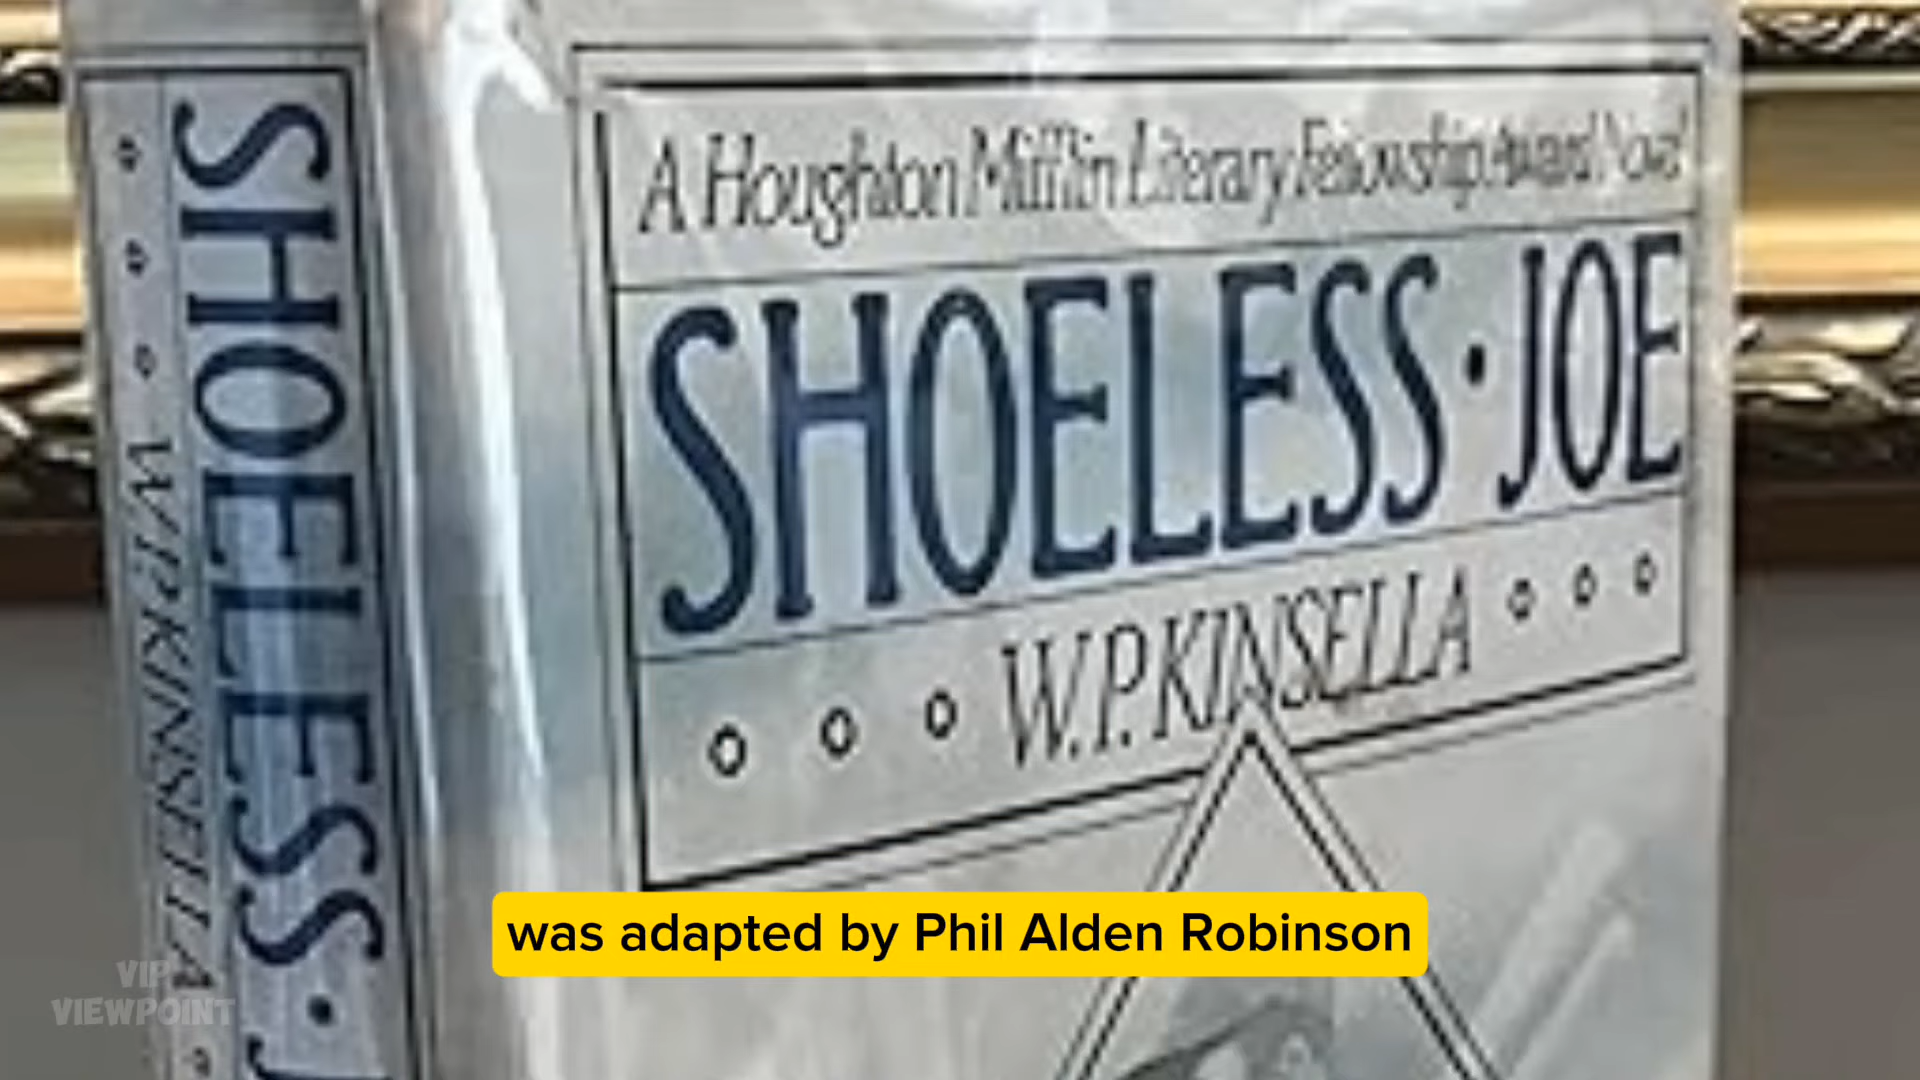 SHOELESS · J
W.P. KINSELLA
A Houghton Mifflin Literary Fellowship Award Novel
SHOELESS · JOE
W.P. KINSELLA
was adapted by Phil Alden Robinson
VIP
VIEWPOINT